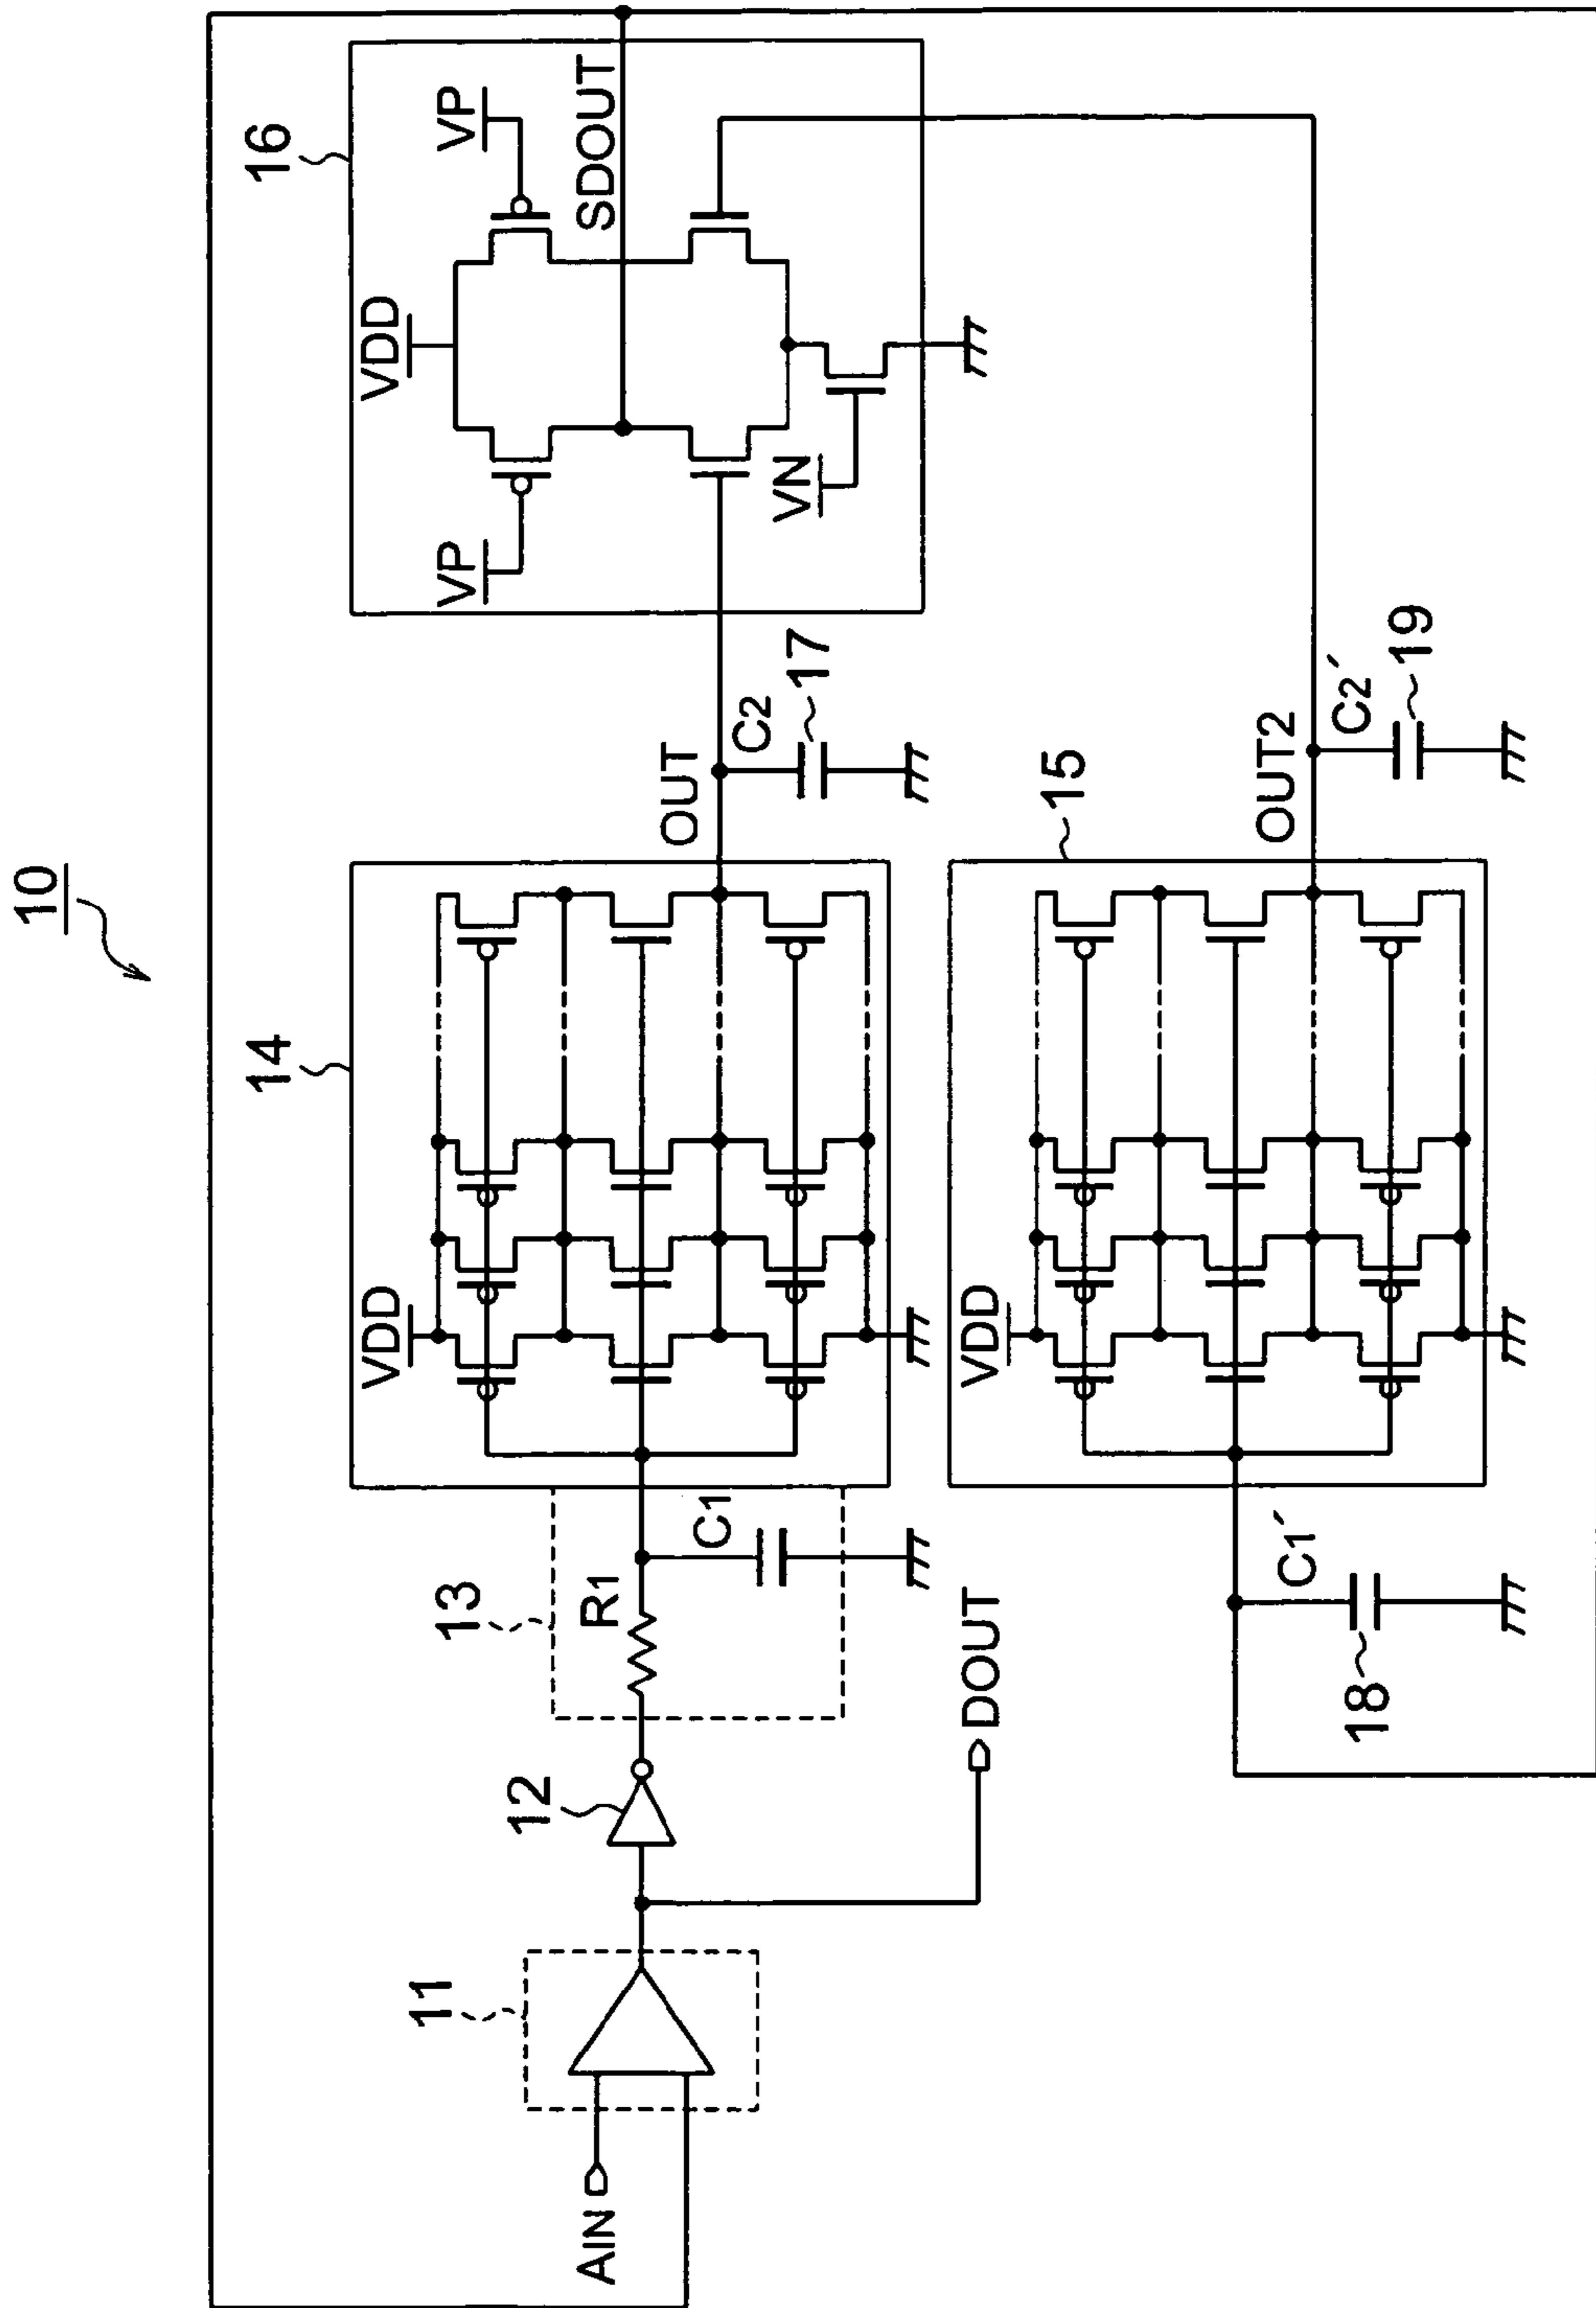 10
16
VP
VP
VDD
SDOUT
VN
14
VDD
OUT
C2
17
13
R1
C1
12
11
AIN
DOUT
15
VDD
OUT2
C2´
19
C1´
18